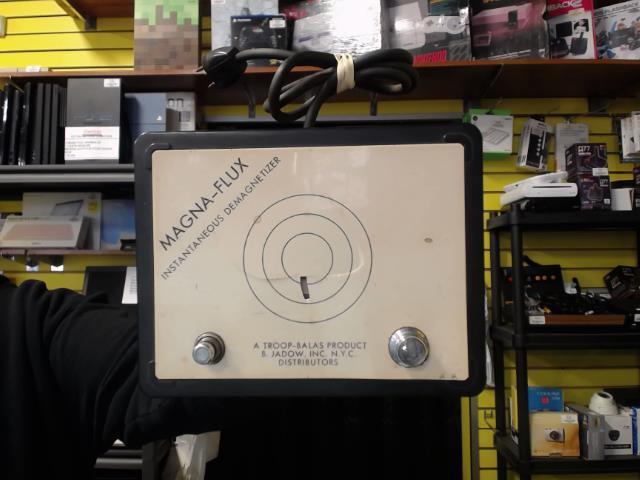 MAGNA-FLUX
INSTANTANEOUS DEMAGNETIZER
A TROOP-BALAS PRODUCT
B. JADOW, INC. N.Y.C.
DISTRIBUTORS